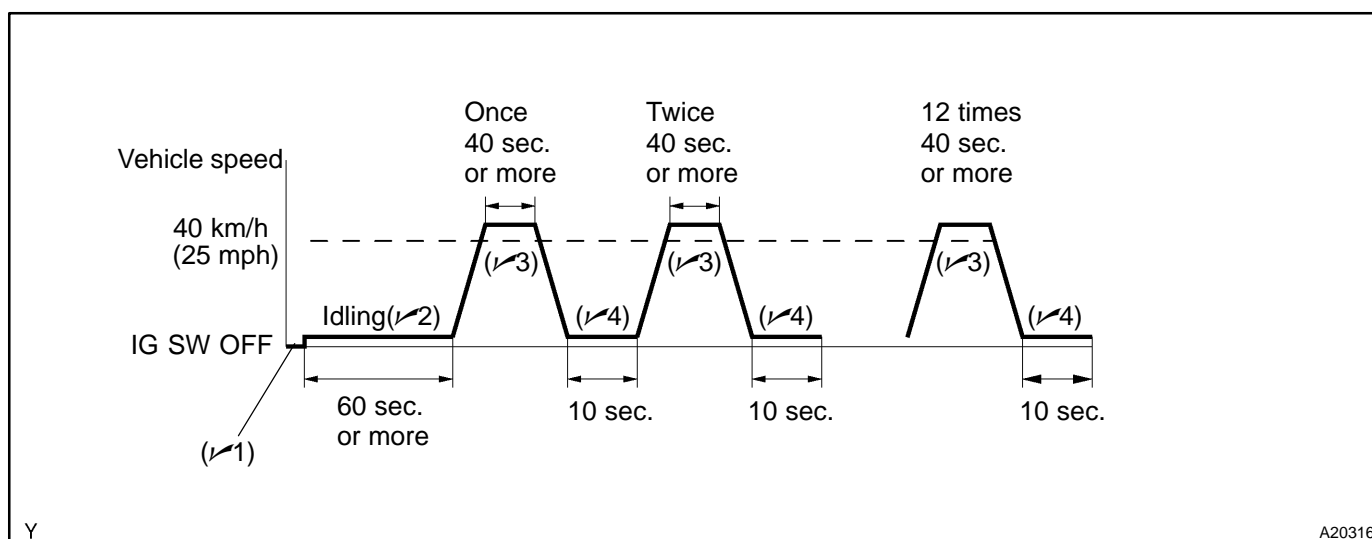 Once
40 sec.
or more
Twice
40 sec.
or more
12 times
40 sec.
or more
Vehicle speed
40 km/h
(25 mph)
(3)
(3)
(3)
Idling(2)
(4)
(4)
(4)
IG SW OFF
60 sec.
or more
10 sec.
10 sec.
10 sec.
(1)
Y
A20316